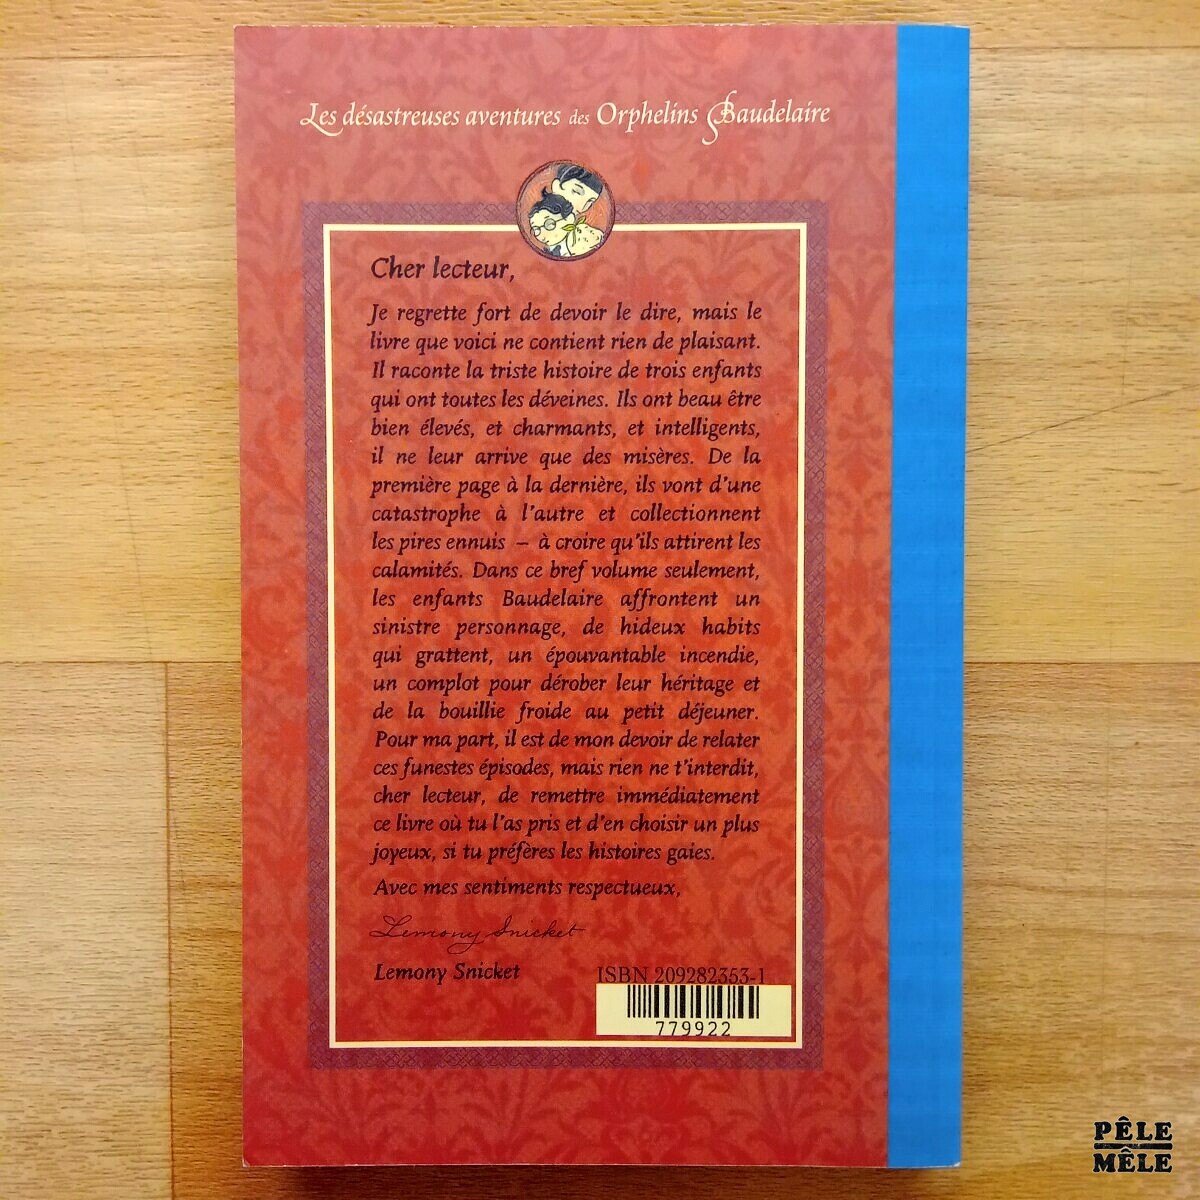 Les désastreuses aventures des Orphelins Baudelaire
Cher lecteur,
Je regrette fort de devoir le dire, mais le
livre que voici ne contient rien de plaisant.
Il raconte la triste histoire de trois enfants
qui ont toutes les déveines. Ils ont beau être
bien élevés, et charmants, et intelligents,
il ne leur arrive que des misères. De la
première page à la dernière, ils vont d'une
catastrophe à l'autre et collectionnent
les pires ennuis – à croire qu'ils attirent les
calamités. Dans ce bref volume seulement,
les enfants Baudelaire affrontent un
sinistre personnage, de hideux habits
qui grattent, un épouvantable incendie,
un complot pour dérober leur héritage et
de la bouillie froide au petit déjeuner.
Pour ma part, il est de mon devoir de relater
ces funestes épisodes, mais rien ne t'interdit,
cher lecteur, de remettre immédiatement
ce livre où tu l'as pris et d'en choisir un plus
joyeux, si tu préfères les histoires gaies.
Avec mes sentiments respectueux,
Lemony Snicket
Lemony Snicket
ISBN 209282353-1
779922
PÊLE
MÊLE